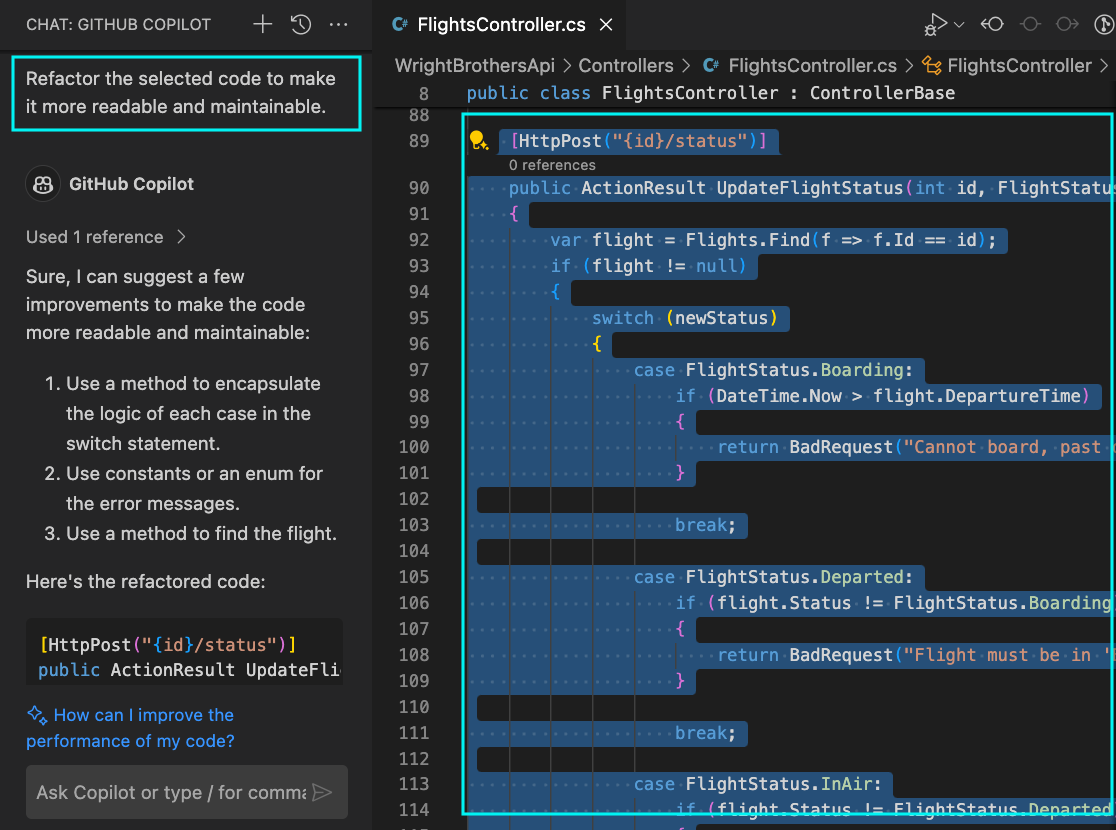 CHAT: GITHUB COPILOT
Refactor the selected code to make
it more readable and maintainable.
GitHub Copilot
Used 1 reference
Sure, I can suggest a few
improvements to make the code
more readable and maintainable:
1. Use a method to encapsulate
the logic of each case in the
switch statement.
2. Use constants or an enum for
the error messages.
3. Use a method to find the flight.
Here's the refactored code:
[HttpPost("{id}/status")]
public ActionResult UpdateFli
How can I improve the
performance of my code?
Ask Copilot or type / for comma
C# FlightsController.cs
WrightBrothersApi > Controllers > C# FlightsController.cs > FlightsController >
8 public class FlightsController : ControllerBase
88
89 [HttpPost("{id}/status")]
0 references
90 public ActionResult UpdateFlightStatus(int id, FlightStatu
91 {
92 var flight = Flights.Find(f => f.Id == id);
93 if (flight != null)
94 {
95 switch (newStatus)
96 {
97 case FlightStatus.Boarding:
98 if (DateTime.Now > flight.DepartureTime)
99 {
100 return BadRequest("Cannot board, past
101 }
102
103 break;
104
105 case FlightStatus.Departed:
106 if (flight.Status != FlightStatus.Boarding
107 {
108 return BadRequest("Flight must be in '
109 }
110
111 break;
112
113 case FlightStatus.InAir:
114 if (flight.Status != FlightStatus.Departed